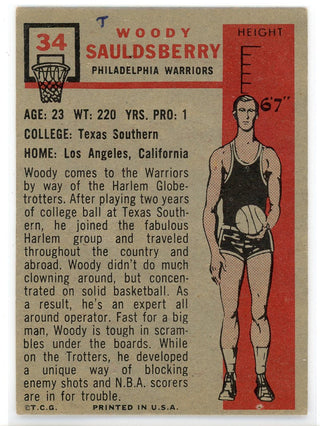 T
34
WOODY
SAULDSBERRY
PHILADELPHIA WARRIORS
HEIGHT
6'7"
AGE: 23 WT: 220 YRS. PRO: 1
COLLEGE: Texas Southern
HOME: Los Angeles, California
Woody comes to the Warriors
by way of the Harlem Globe-
trotters. After playing two years
of college ball at Texas South-
ern, he joined the fabulous
Harlem group and traveled
throughout the country and
abroad. Woody didn't do much
clowning around, but concen-
trated on solid basketball. As
a result, he's an expert all
around operator. Fast for a big
man, Woody is tough in scram-
bles under the boards. While
on the Trotters, he developed
a unique way of blocking
enemy shots and N.B.A. scorers
are in for trouble.
©T.C.G. PRINTED IN U.S.A.